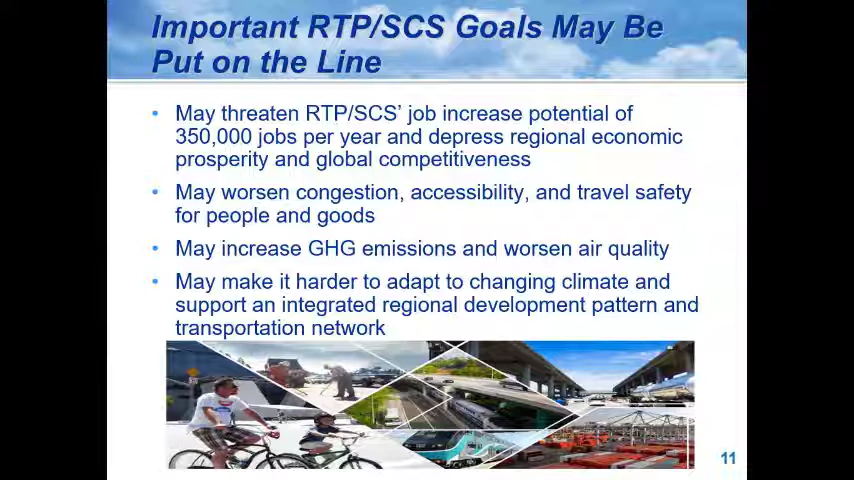 Important RTP/SCS Goals May Be
Put on the Line
• May threaten RTP/SCS’ job increase potential of
350,000 jobs per year and depress regional economic
prosperity and global competitiveness
• May worsen congestion, accessibility, and travel safety
for people and goods
• May increase GHG emissions and worsen air quality
• May make it harder to adapt to changing climate and
support an integrated regional development pattern and
transportation network
11